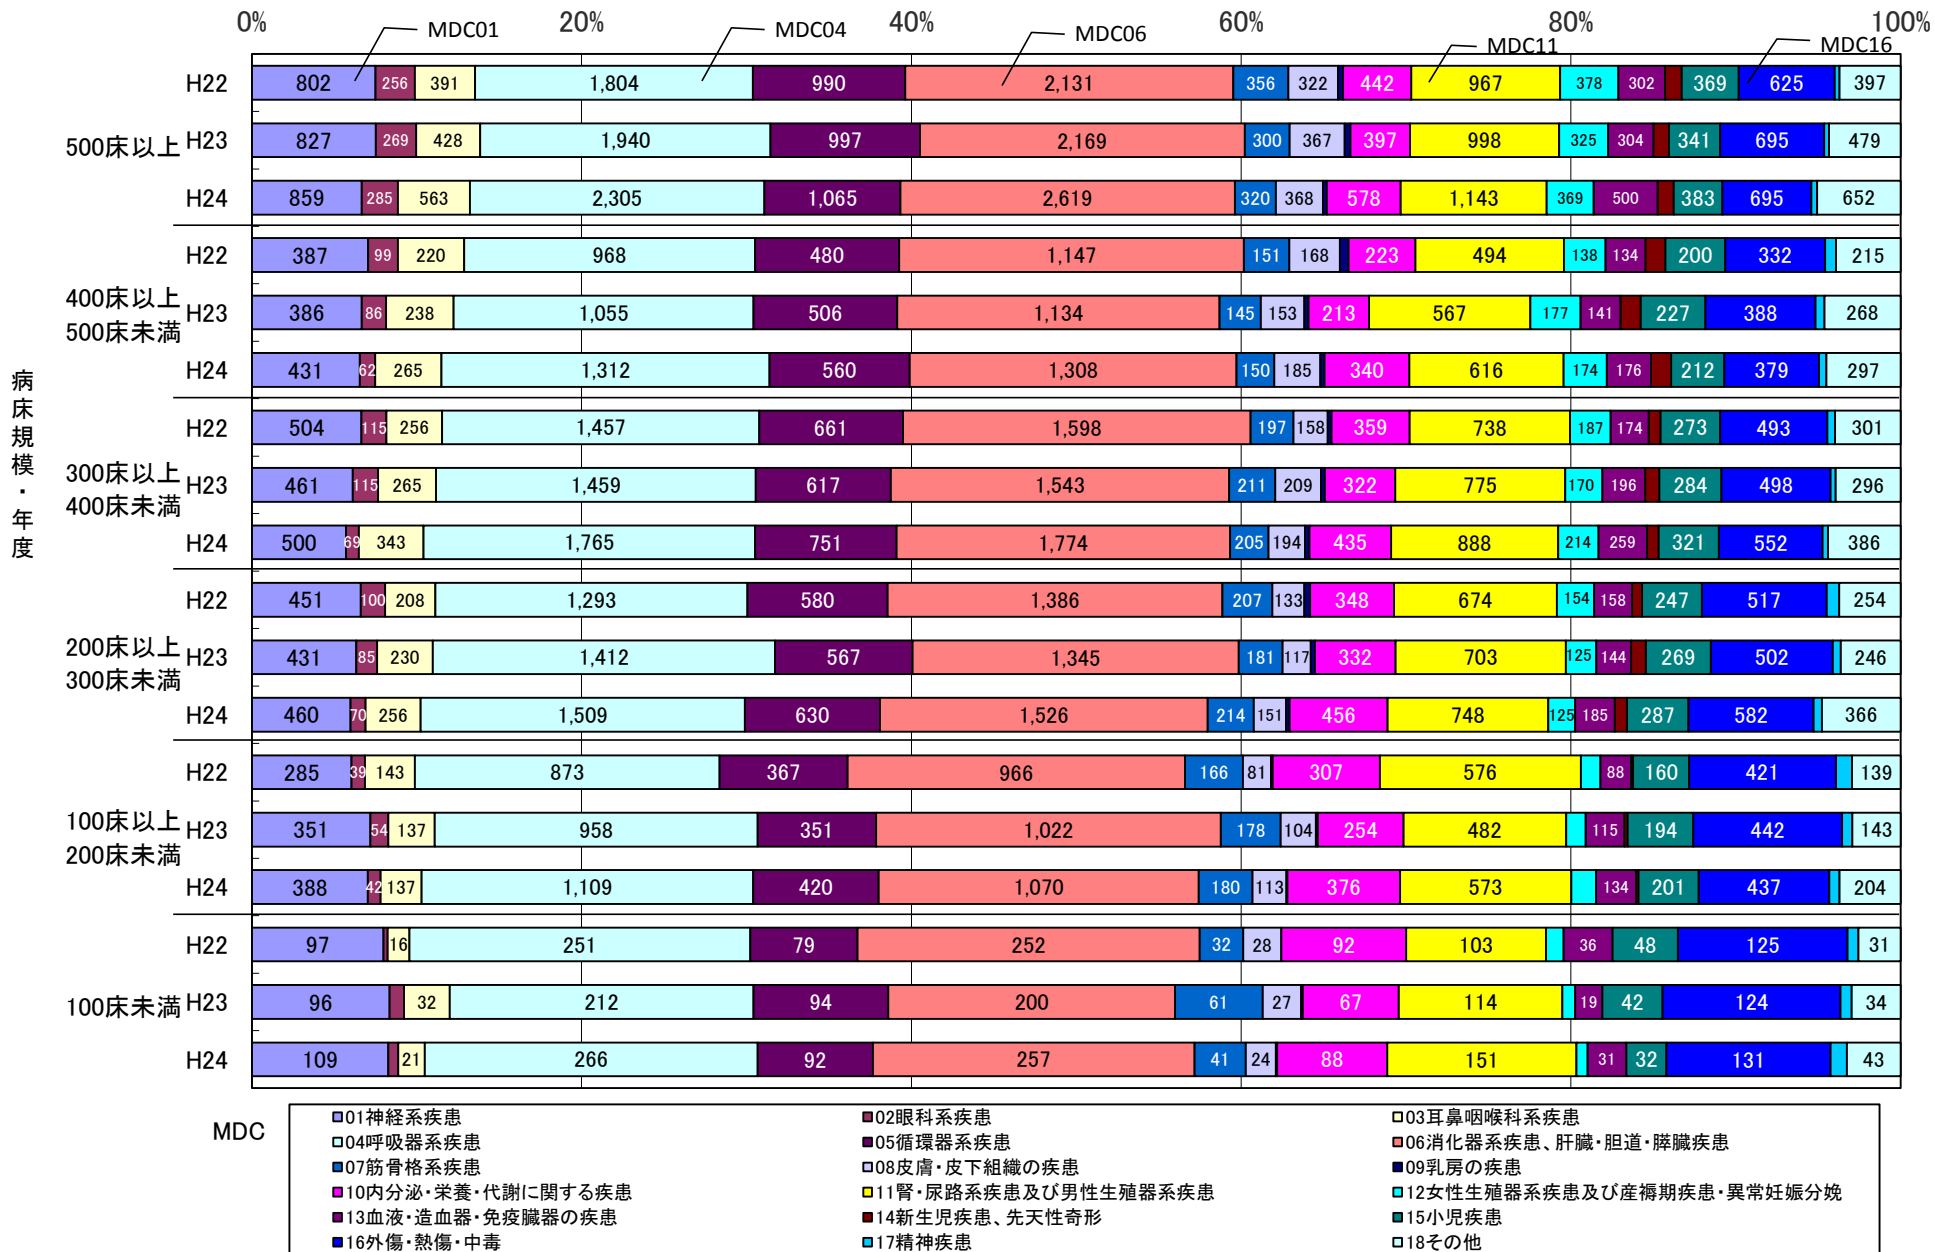 0% 20% 40% 60% 80% 100%
MDC01 MDC04 MDC06 MDC11 MDC16
病床規模・年度
500床以上
H22 802 256 391 1,804 990 2,131 356 322 442 967 378 302 369 625 397
H23 827 269 428 1,940 997 2,169 300 367 397 998 325 304 341 695 479
H24 859 285 563 2,305 1,065 2,619 320 368 578 1,143 369 500 383 695 652
400床以上
500床未満
H22 387 99 220 968 480 1,147 151 168 223 494 138 134 200 332 215
H23 386 86 238 1,055 506 1,134 145 153 213 567 177 141 227 388 268
H24 431 62 265 1,312 560 1,308 150 185 340 616 174 176 212 379 297
300床以上
400床未満
H22 504 115 256 1,457 661 1,598 197 158 359 738 187 174 273 493 301
H23 461 115 265 1,459 617 1,543 211 209 322 775 170 196 284 498 296
H24 500 69 343 1,765 751 1,774 205 194 435 888 214 259 321 552 386
200床以上
300床未満
H22 451 100 208 1,293 580 1,386 207 133 348 674 154 158 247 517 254
H23 431 85 230 1,412 567 1,345 181 117 332 703 125 144 269 502 246
H24 460 70 256 1,509 630 1,526 214 151 456 748 125 185 287 582 366
100床以上
200床未満
H22 285 39 143 873 367 966 166 81 307 576 88 160 421 139
H23 351 54 137 958 351 1,022 178 104 254 482 115 194 442 143
H24 388 42 137 1,109 420 1,070 180 113 376 573 134 201 437 204
100床未満
H22 97 16 251 79 252 32 28 92 103 36 48 125 31
H23 96 32 212 94 200 61 27 67 114 19 42 124 34
H24 109 21 266 92 257 41 24 88 151 31 32 131 43
MDC
01神経系疾患 02眼科系疾患 03耳鼻咽喉科系疾患
04呼吸器系疾患 05循環器系疾患 06消化器系疾患、肝臓・胆道・膵臓疾患
07筋骨格系疾患 08皮膚・皮下組織の疾患 09乳房の疾患
10内分泌・栄養・代謝に関する疾患 11腎・尿路系疾患及び男性生殖器系疾患 12女性生殖器系疾患及び産褥期疾患・異常妊娠分娩
13血液・造血器・免疫臓器の疾患 14新生児疾患、先天性奇形 15小児疾患
16外傷・熱傷・中毒 17精神疾患 18その他